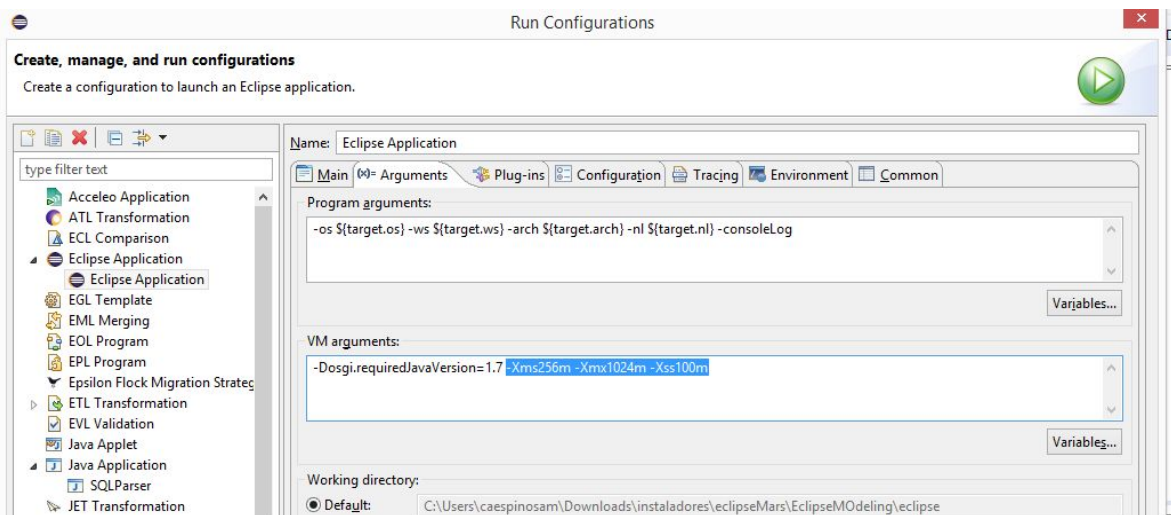 Run Configurations
Create, manage, and run configurations
Create a configuration to launch an Eclipse application.
type filter text
Acceleo Application
ATL Transformation
ECL Comparison
Eclipse Application
Eclipse Application
EGL Template
EML Merging
EOL Program
EPL Program
Epsilon Flock Migration Strateg
ETL Transformation
EVL Validation
Java Applet
Java Application
SQLParser
JET Transformation
Name: Eclipse Application
Main (x)= Arguments Plug-ins Configuration Tracing Environment Common
Program arguments:
-os ${target.os} -ws ${target.ws} -arch ${target.arch} -nl ${target.nl} -consoleLog
Variables...
VM arguments:
-Dosgi.requiredJavaVersion=1.7 -Xms256m -Xmx1024m -Xss100m
Variables...
Working directory:
Default: C:\Users\caespinosam\Downloads\instaladores\eclipseMars\EclipseMOdeling\eclipse